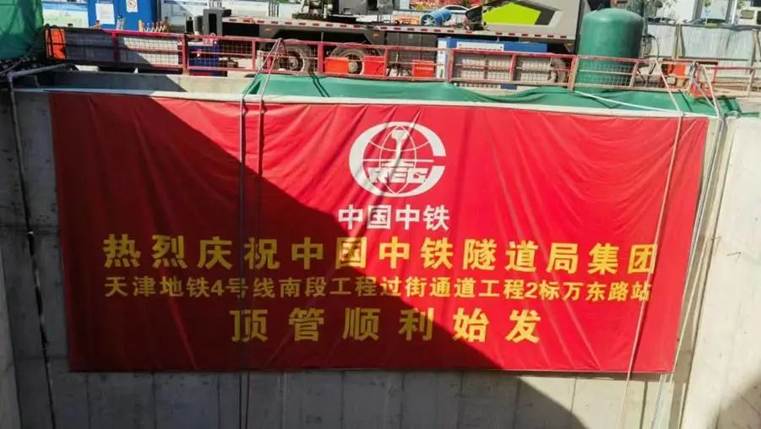 CREG
中国中铁
热烈庆祝中国中铁隧道局集团
天津地铁4号线南段工程过街通道工程2标万东路站
顶管顺利始发